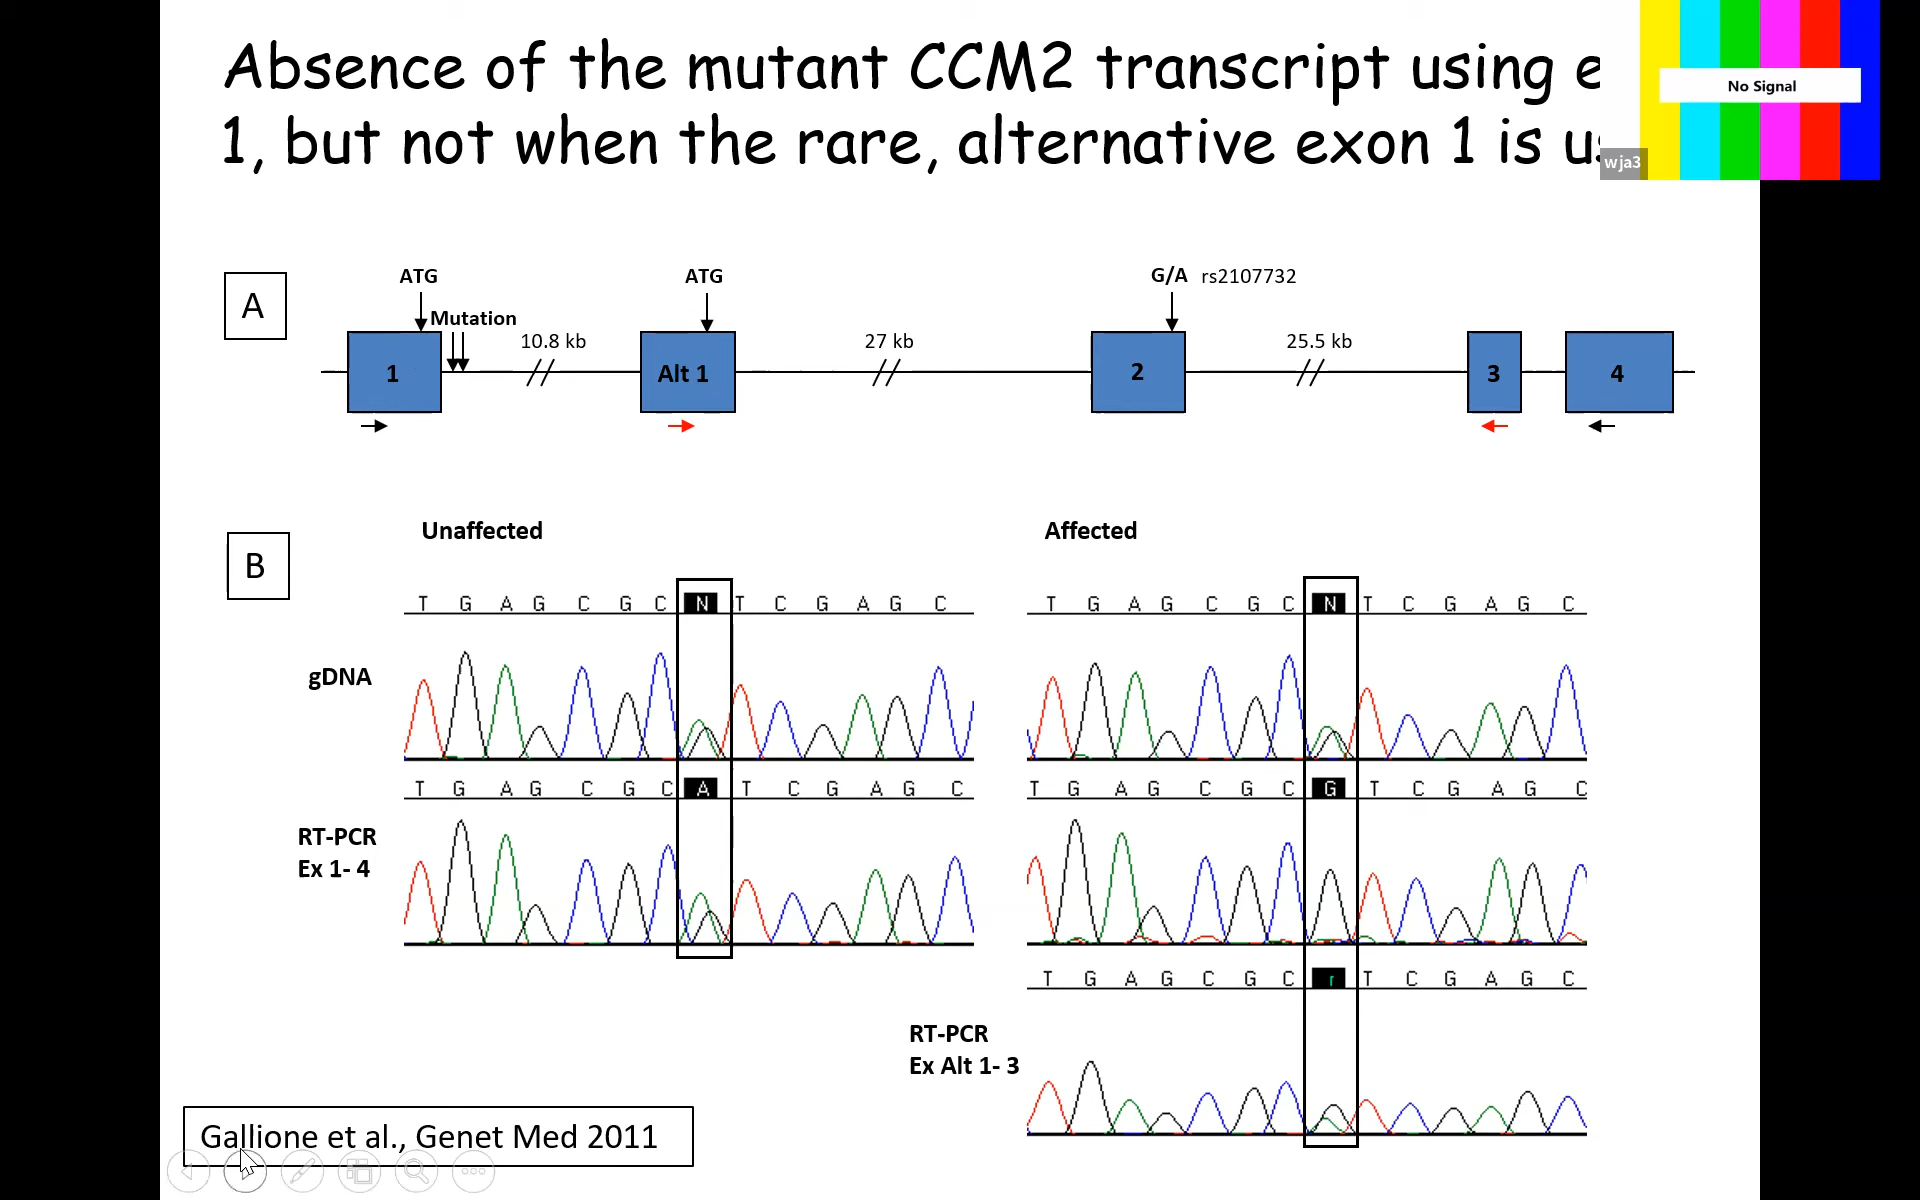 Absence of the mutant CCM2 transcript using
1, but not when the rare, alternative exon 1 is
No Signal
wja3
A
ATG
ATG
G/A rs2107732
Mutation
10.8 kb
27 kb
25.5 kb
1
Alt 1
2
3
4
B
Unaffected
Affected
T G A G C G C N T C G A G C
T G A G C G C N T C G A G C
gDNA
T G A G C G C A T C G A G C
T G A G C G C G T C G A G C
RT-PCR
Ex 1- 4
T G A G C G C r T C G A G C
RT-PCR
Ex Alt 1- 3
Gallione et al., Genet Med 2011